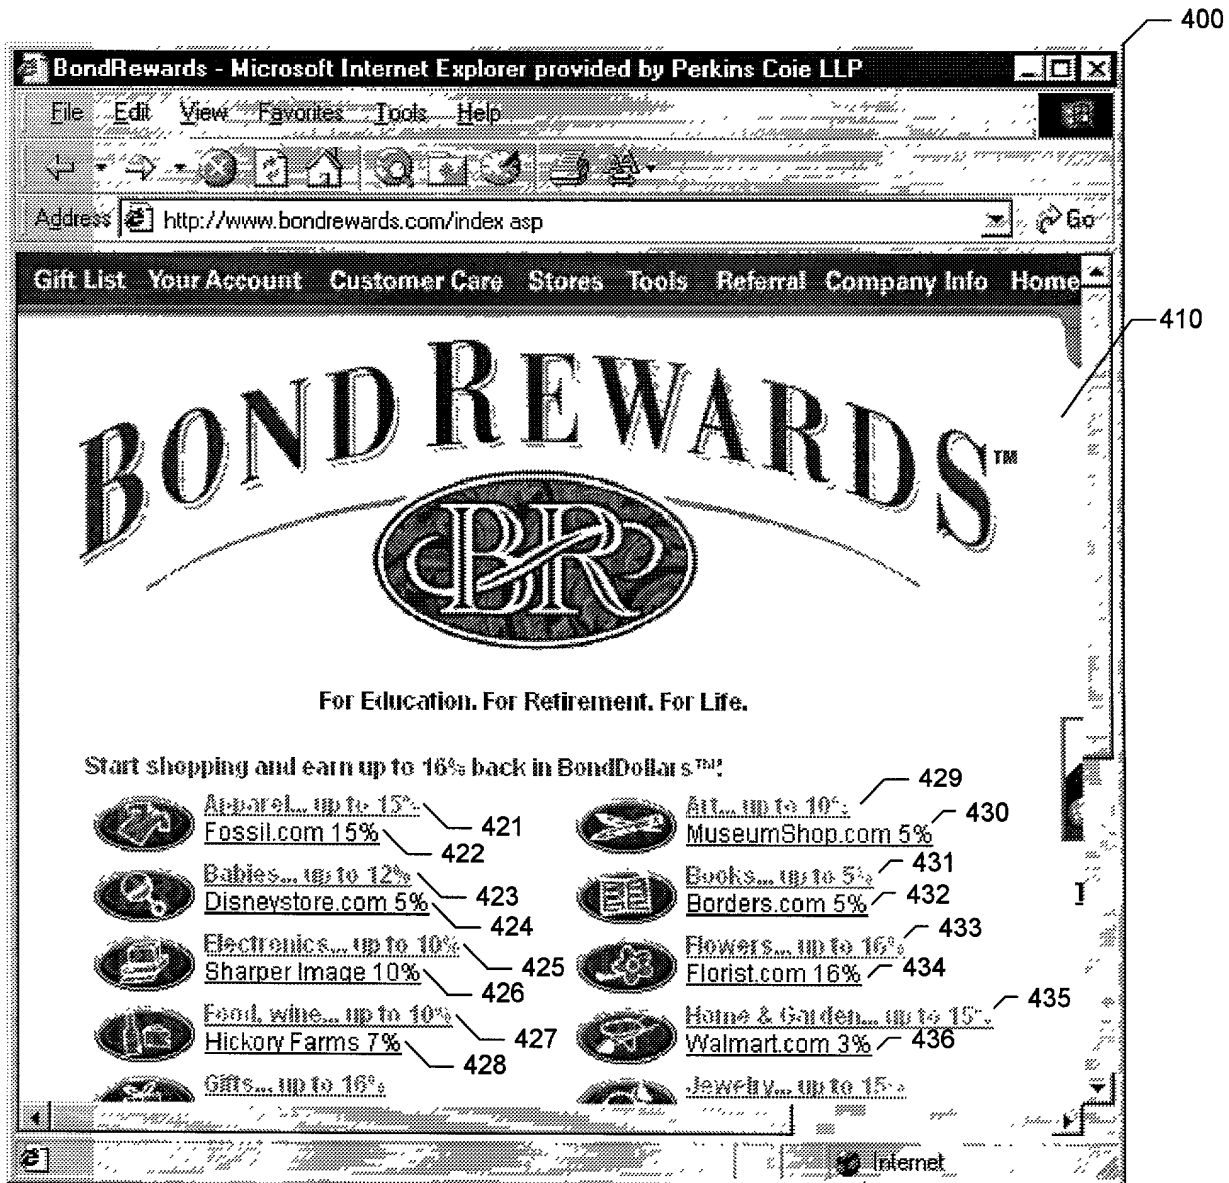 400
BondRewards - Microsoft Internet Explorer provided by Perkins Coie LLP
File Edit View Favorites Tools Help
Address http://www.bondrewards.com/index asp Go
Gift List Your Account Customer Care Stores Tools Referral Company Info Home
410
BOND REWARDS™
BR
For Education. For Retirement. For Life.
Start shopping and earn up to 16% back in BondDollars™!
Apparel... up to 15% 421
Fossil.com 15% 422
Babies... up to 12% 423
Disneystore.com 5% 424
Electronics... up to 10% 425
Sharper Image 10% 426
Food, wine... up to 10% 427
Hickory Farms 7% 428
Gifts... up to 16%
Art... up to 10% 429
MuseumShop.com 5% 430
Books... up to 5% 431
Borders.com 5% 432
Flowers... up to 16% 433
Florist.com 16% 434
Home & Garden... up to 15% 435
Walmart.com 3% 436
Jewelry... up to 15%
Internet